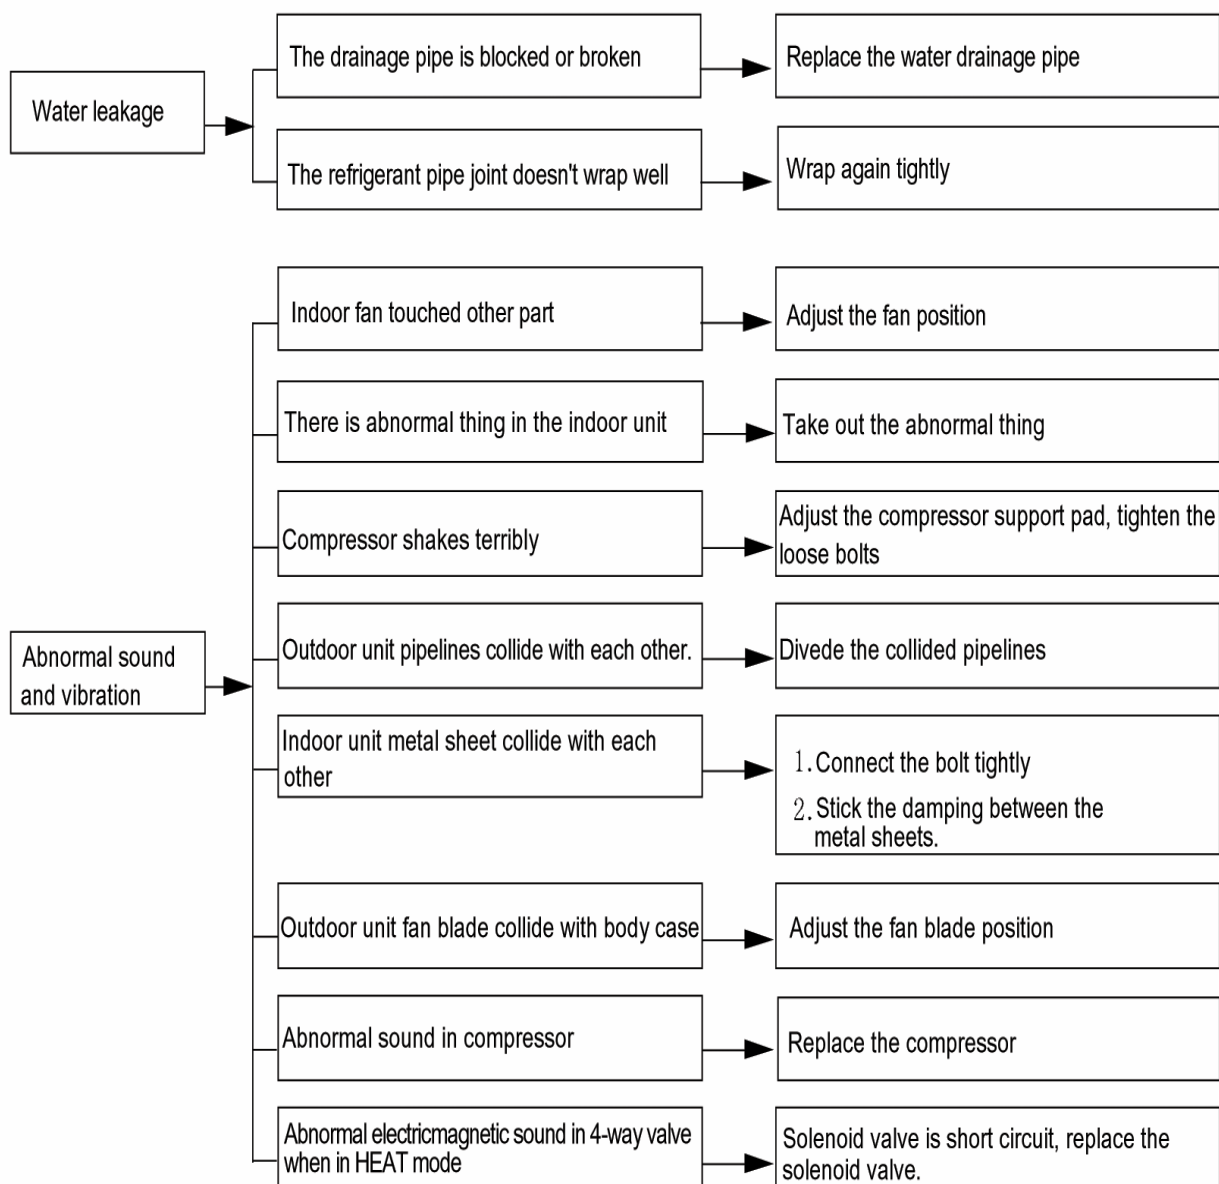 The drainage pipe is blocked or broken
Replace the water drainage pipe
Water leakage
The refrigerant pipe joint doesn't wrap well
Wrap again tightly
Indoor fan touched other part
Adjust the fan position
There is abnormal thing in the indoor unit
Take out the abnormal thing
Compressor shakes terribly
Adjust the compressor support pad, tighten the
loose bolts
Abnormal sound
and vibration
Outdoor unit pipelines collide with each other.
Divede the collided pipelines
Indoor unit metal sheet collide with each
other
1. Connect the bolt tightly
2. Stick the damping between the
metal sheets.
Outdoor unit fan blade collide with body case
Adjust the fan blade position
Abnormal sound in compressor
Replace the compressor
Abnormal electricmagnetic sound in 4-way valve
when in HEAT mode
Solenoid valve is short circuit, replace the
solenoid valve.